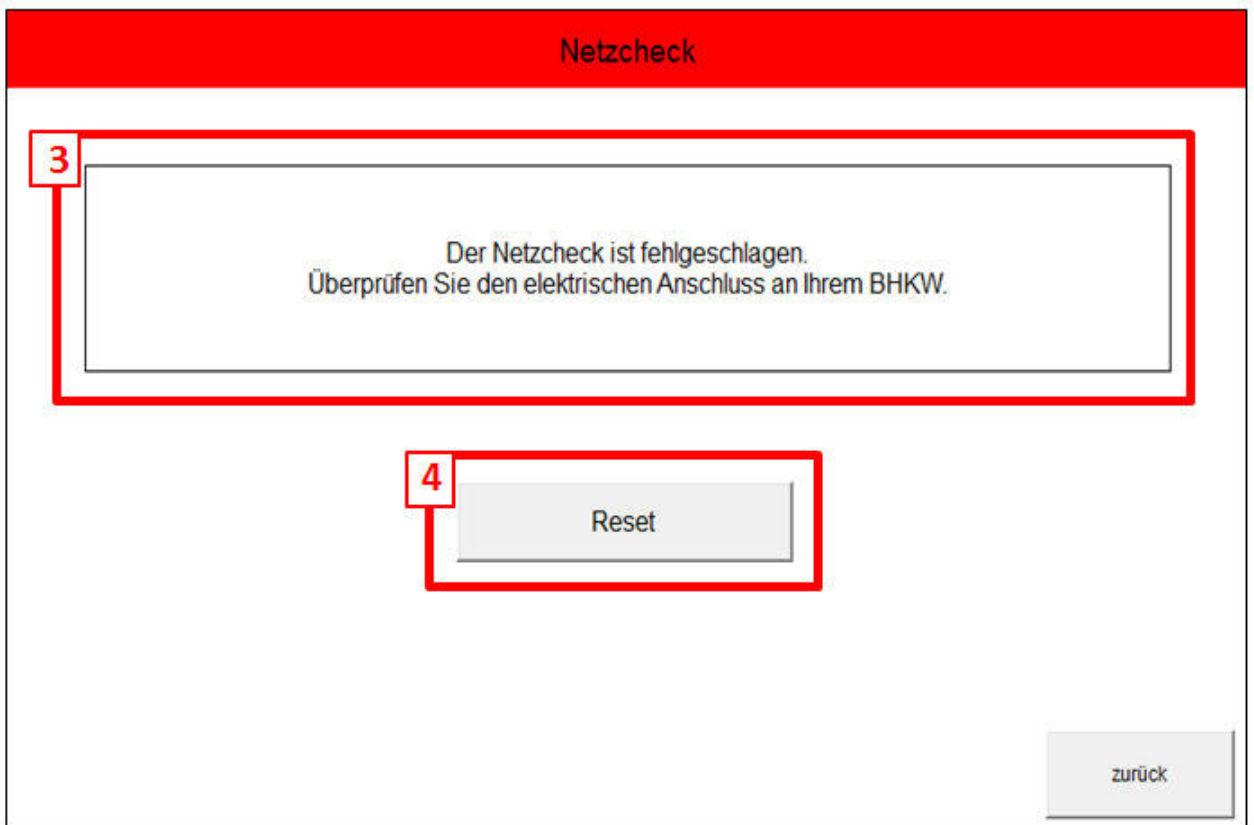 Netzcheck
3
Der Netzcheck ist fehlgeschlagen.
Überprüfen Sie den elektrischen Anschluss an Ihrem BHKW.
4
Reset
zurück